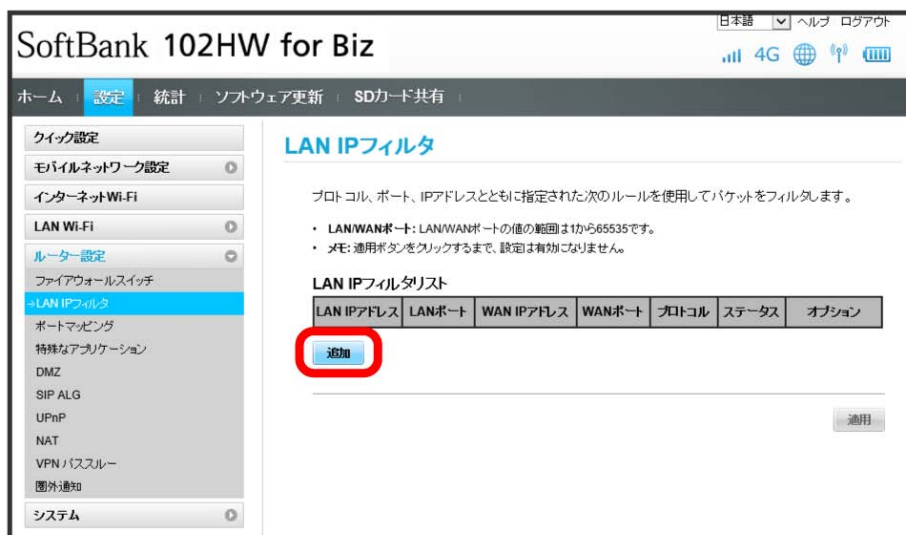 日本語 ヘルプ ログアウト
SoftBank 102HW for Biz
4G
ホーム 設定 統計 ソフトウェア更新 SDカード共有
クイック設定
モバイルネットワーク設定
インターネットWi-Fi
LAN Wi-Fi
ルーター設定
ファイアウォールスイッチ
→LAN IPフィルタ
ポートマッピング
特殊なアプリケーション
DMZ
SIP ALG
UPnP
NAT
VPN パススルー
圏外通知
システム
LAN IPフィルタ
プロトコル、ポート、IPアドレスとともに指定された次のルールを使用してパケットをフィルタします。
・ LAN/WANポート: LAN/WANポートの値の範囲は1から65535です。
・ メモ: 適用ボタンをクリックするまで、設定は有効になりません。
LAN IPフィルタリスト
LAN IPアドレス LANポート WAN IPアドレス WANポート プロトコル ステータス オプション
追加
適用